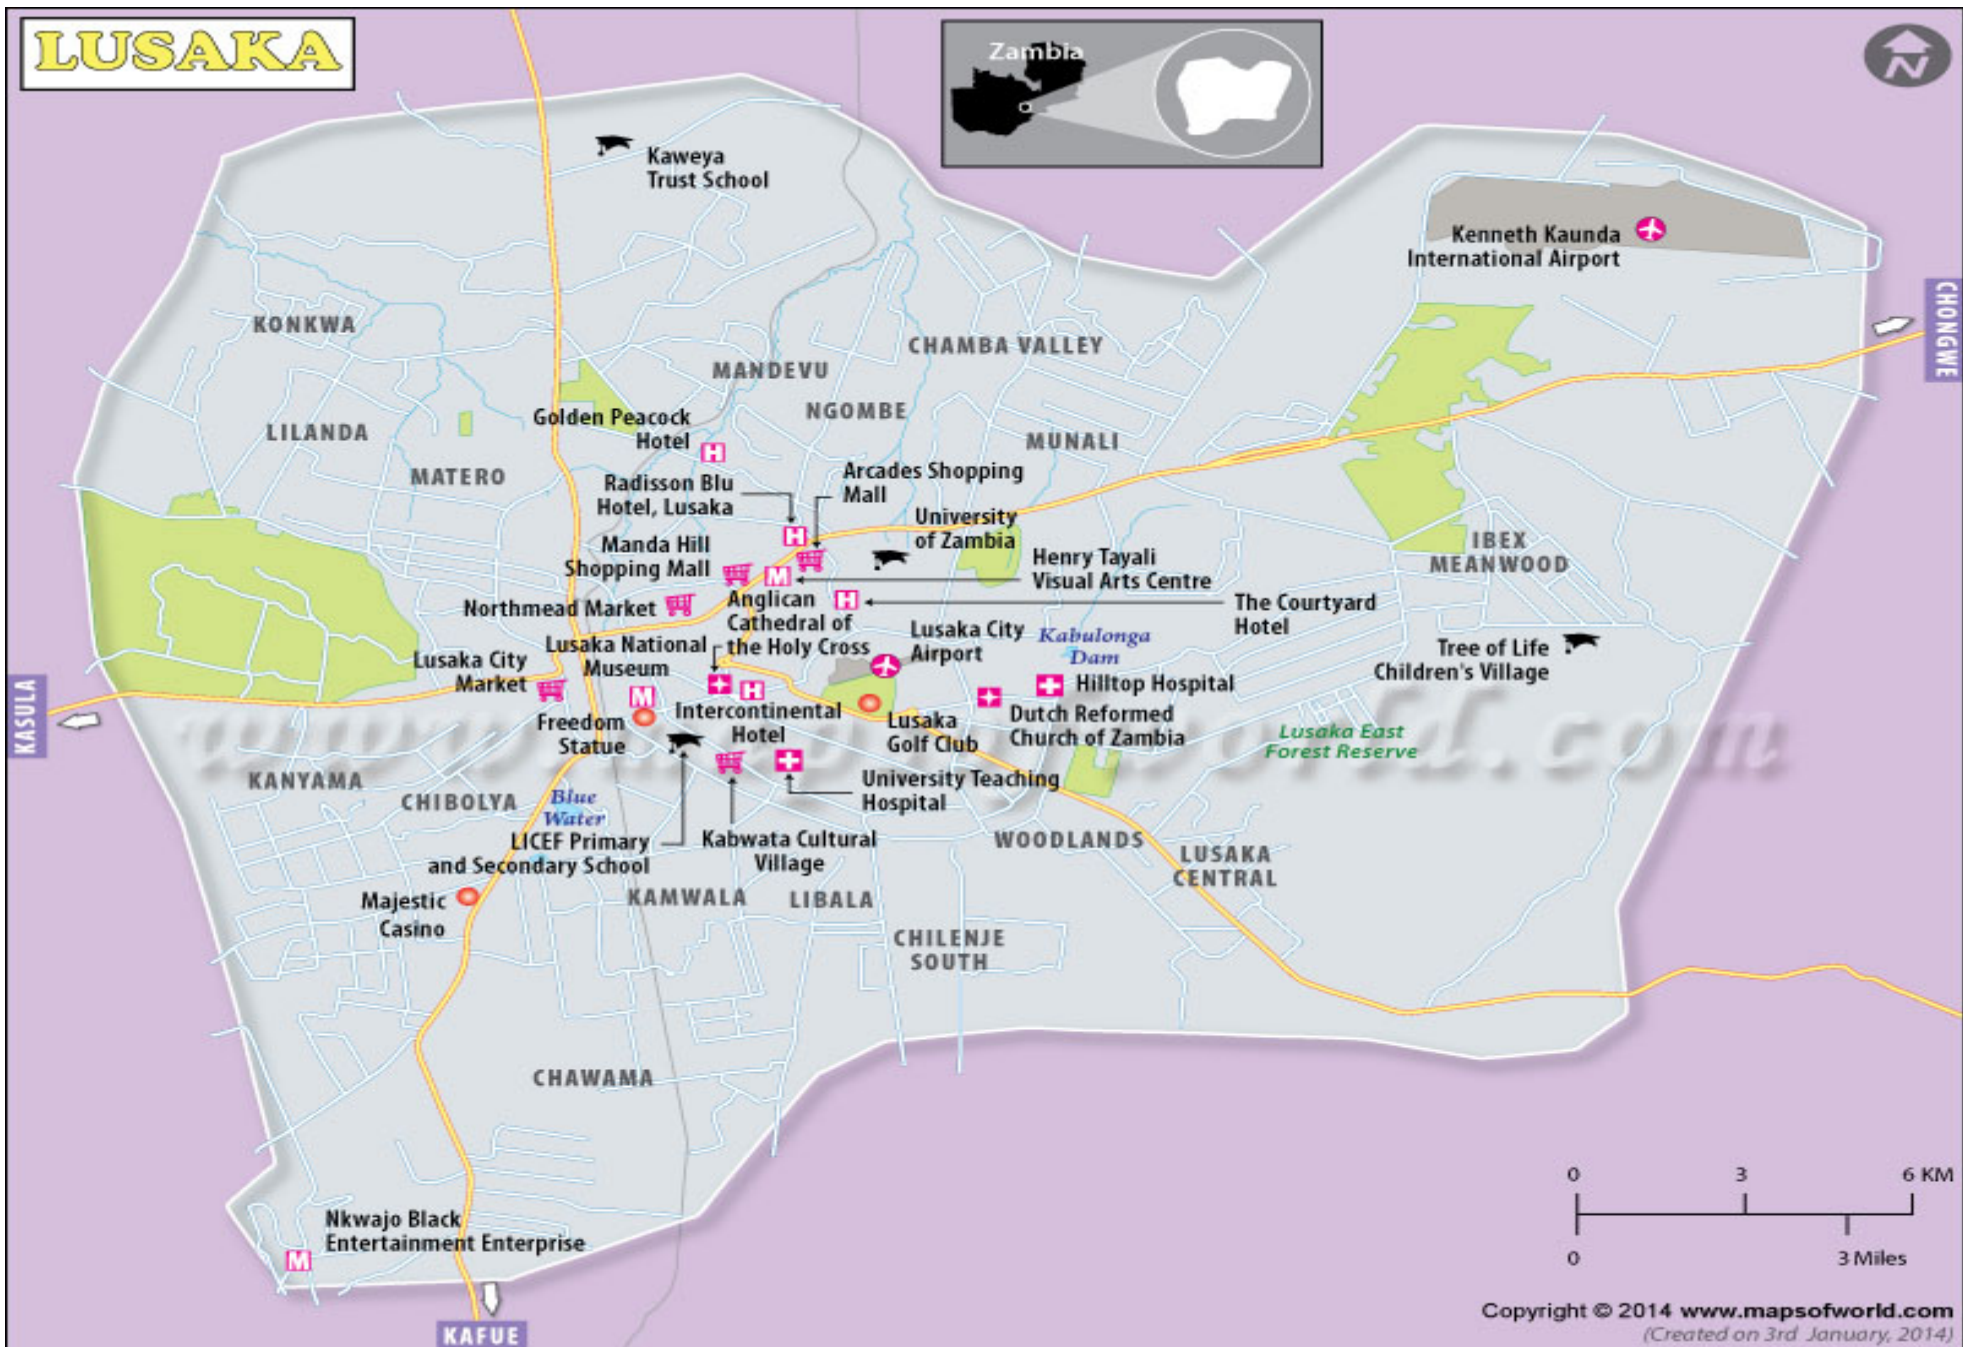 LUSAKA
Zambia
N
Kaweya
Trust School
Kenneth Kaunda
International Airport
CHONGWE
KONKWA
CHAMBA VALLEY
MANDEVU
NGOMBE
Golden Peacock
Hotel
H
LILANDA
MUNALI
MATERO
Radisson Blu
Hotel, Lusaka
H
Arcades Shopping
Mall
University
of Zambia
Manda Hill
Shopping Mall
M
Henry Tayali
Visual Arts Centre
IBEX
MEANWOOD
Northmead Market
Anglican
Cathedral of
the Holy Cross
H
The Courtyard
Hotel
Lusaka National
Museum
M
Lusaka City
Airport
Kabulonga
Dam
Tree of Life
Children's Village
Lusaka City
Market
Hilltop Hospital
KASULA
H
Intercontinental
Hotel
Freedom
Statue
Lusaka
Golf Club
Dutch Reformed
Church of Zambia
Lusaka East
Forest Reserve
www.mapsofworld.com
KANYAMA
CHIBOLYA
Blue
Water
University Teaching
Hospital
LICEF Primary
and Secondary School
Kabwata Cultural
Village
WOODLANDS
LUSAKA
CENTRAL
Majestic
Casino
KAMWALA
LIBALA
CHILENJE
SOUTH
CHAWAMA
Nkwajo Black
Entertainment Enterprise
M
KAFUE
0 3 6 KM
0 3 Miles
Copyright © 2014 www.mapsofworld.com
(Created on 3rd January, 2014)